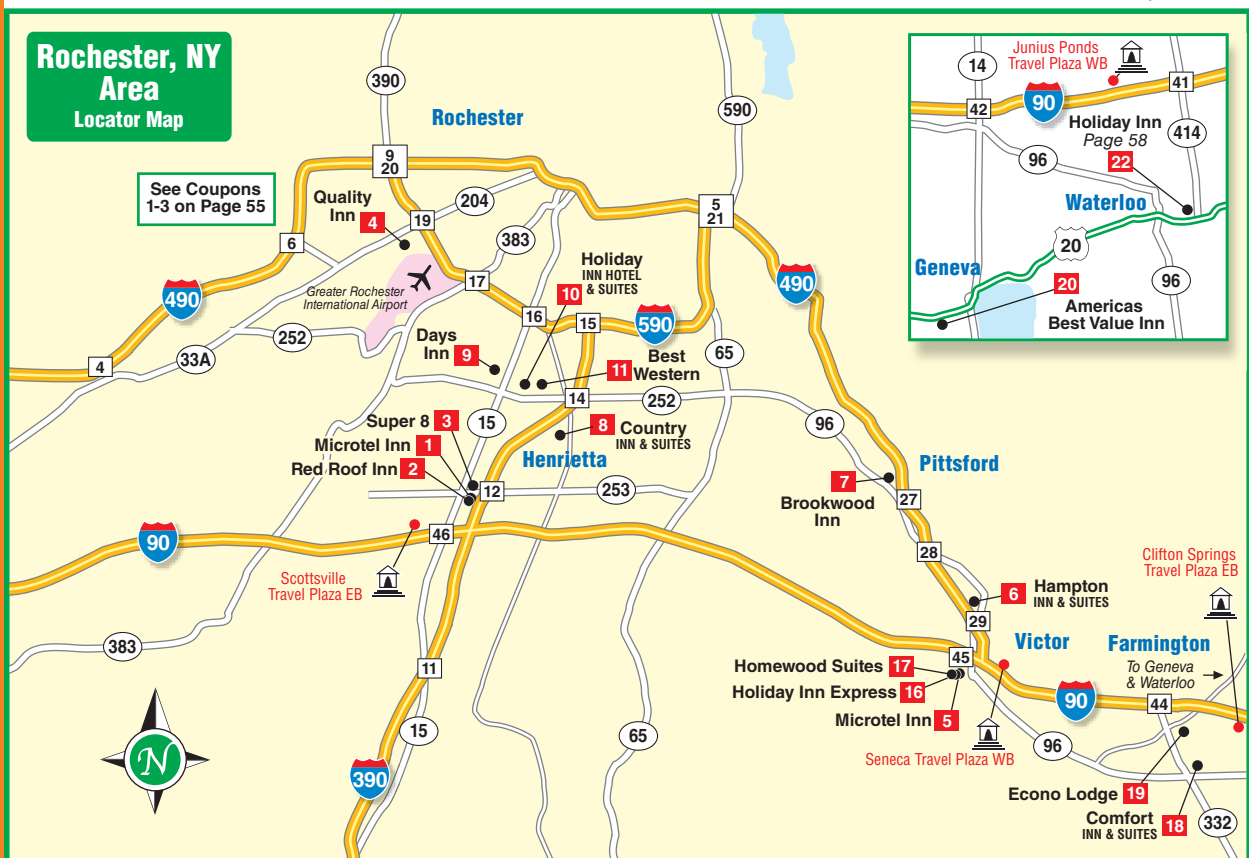 Rochester, NY
Area
Locator Map
See Coupons
1-3 on Page 55
390
Rochester
590
9
20
5
21
Quality
Inn
4
19
204
383
6
490
Greater Rochester
International Airport
17
Holiday
INN HOTEL
& SUITES
10
16
15
590
490
4
33A
252
Days
Inn
9
11
Best
Western
65
14
252
96
Super 8
3
15
8
Country
INN & SUITES
Microtel Inn
1
Red Roof Inn
2
Henrietta
12
253
Pittsford
7
Brookwood
Inn
27
90
46
28
Scottsville
Travel Plaza EB
Clifton Springs
Travel Plaza EB
6
Hampton
INN & SUITES
29
383
11
45
Victor
Farmington
To Geneva
& Waterloo
Homewood Suites
17
Holiday Inn Express
16
Microtel Inn
5
90
44
15
65
96
Seneca Travel Plaza WB
N
390
Econo Lodge
19
Comfort
INN & SUITES
18
332
14
Junius Ponds
Travel Plaza WB
41
42
90
Holiday Inn
Page 58
22
414
96
Waterloo
20
Geneva
96
20
Americas
Best Value Inn